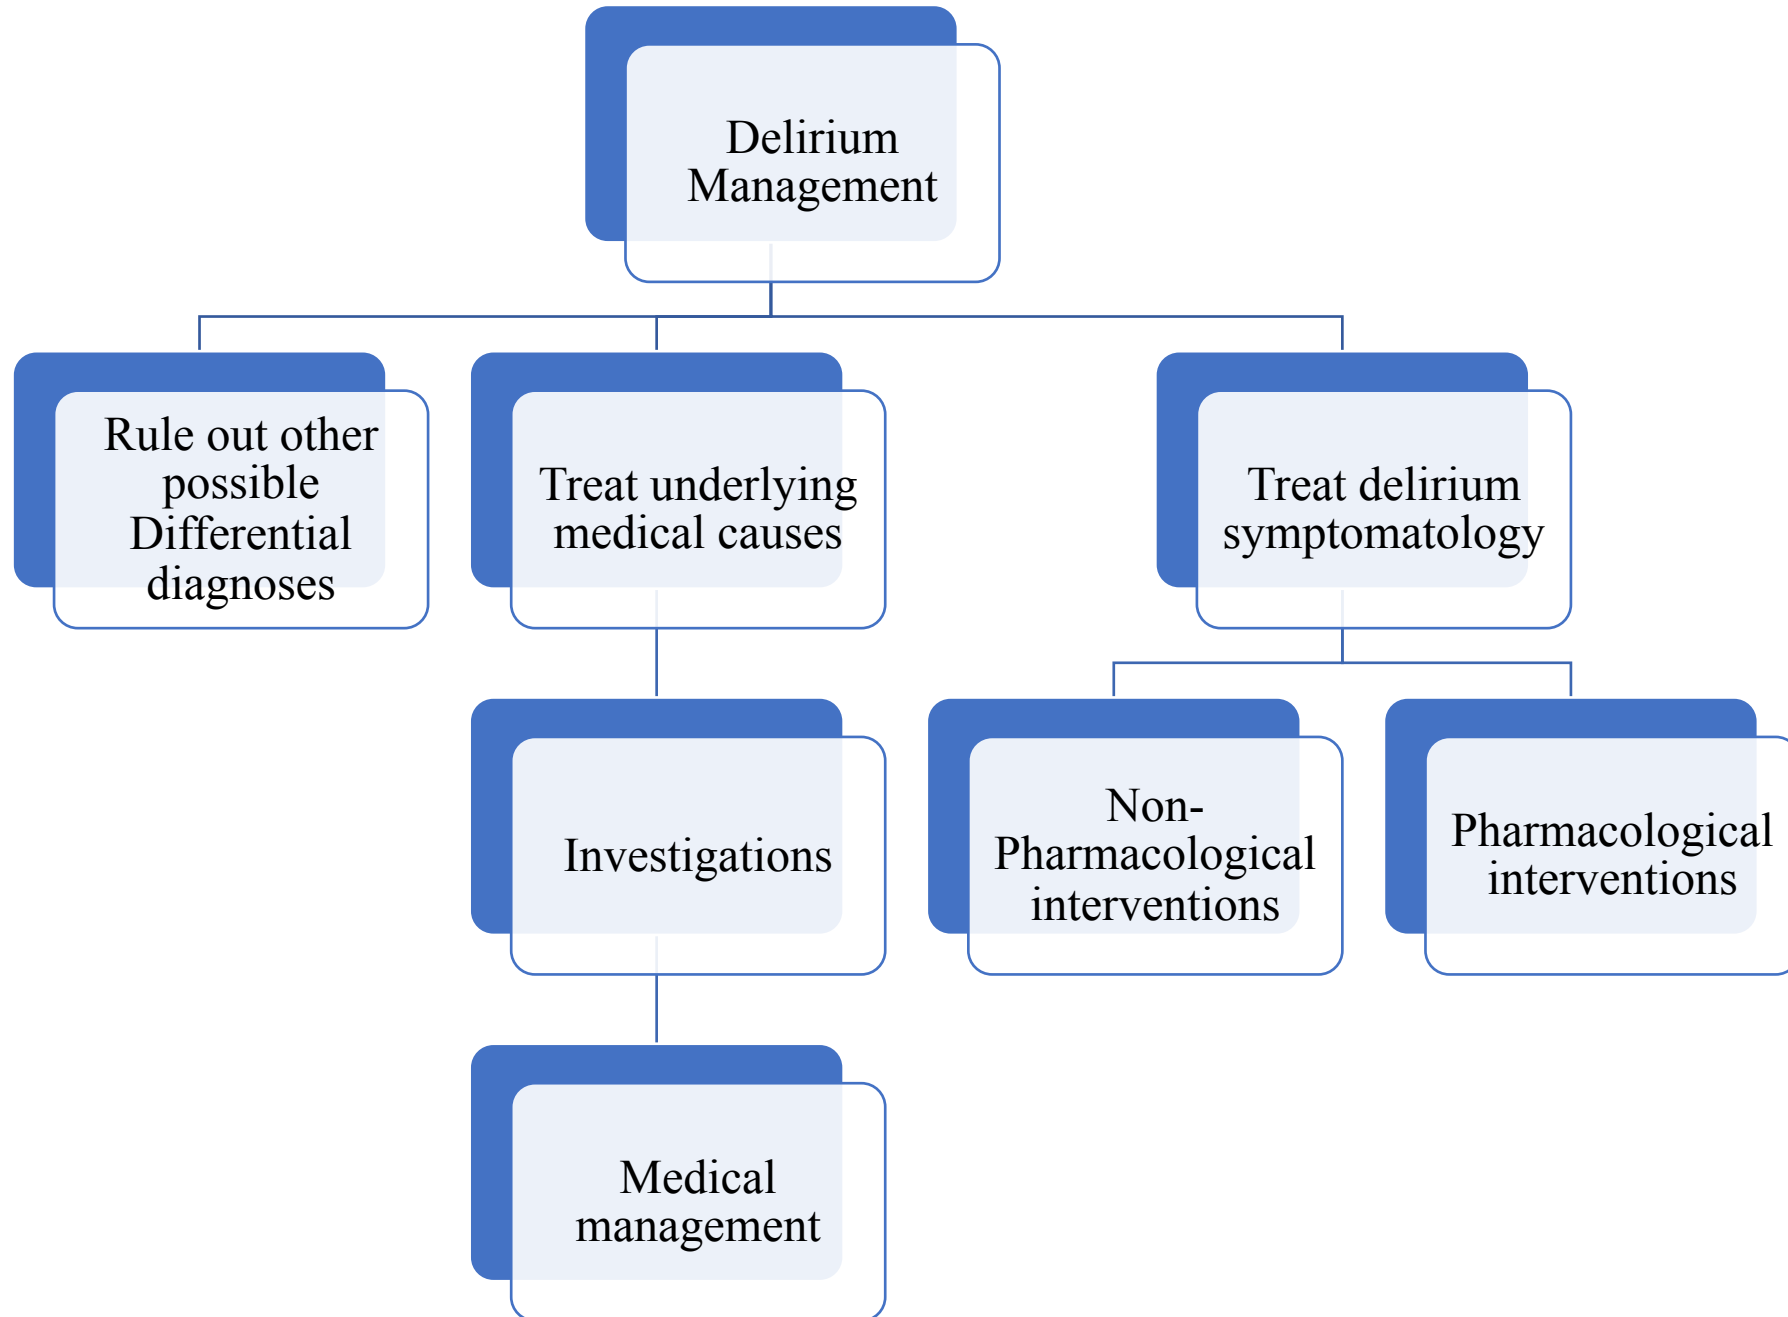 Delirium
Management
Rule out other
possible
Differential
diagnoses
Treat underlying
medical causes
Treat delirium
symptomatology
Investigations
Non-
Pharmacological
interventions
Pharmacological
interventions
Medical
management